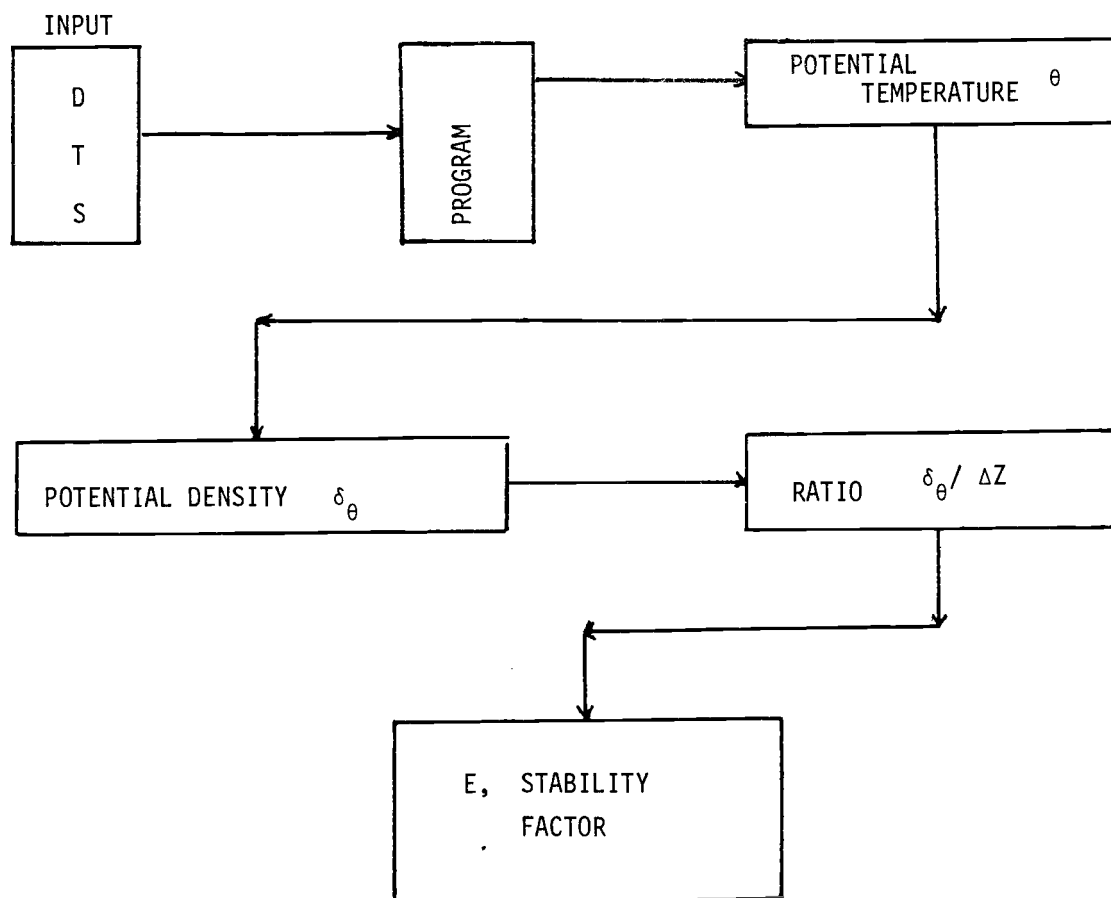 INPUT
D
T
S
PROGRAM
POTENTIAL
TEMPERATURE θ
POTENTIAL DENSITY δθ
RATIO δθ/ ΔZ
E, STABILITY
FACTOR